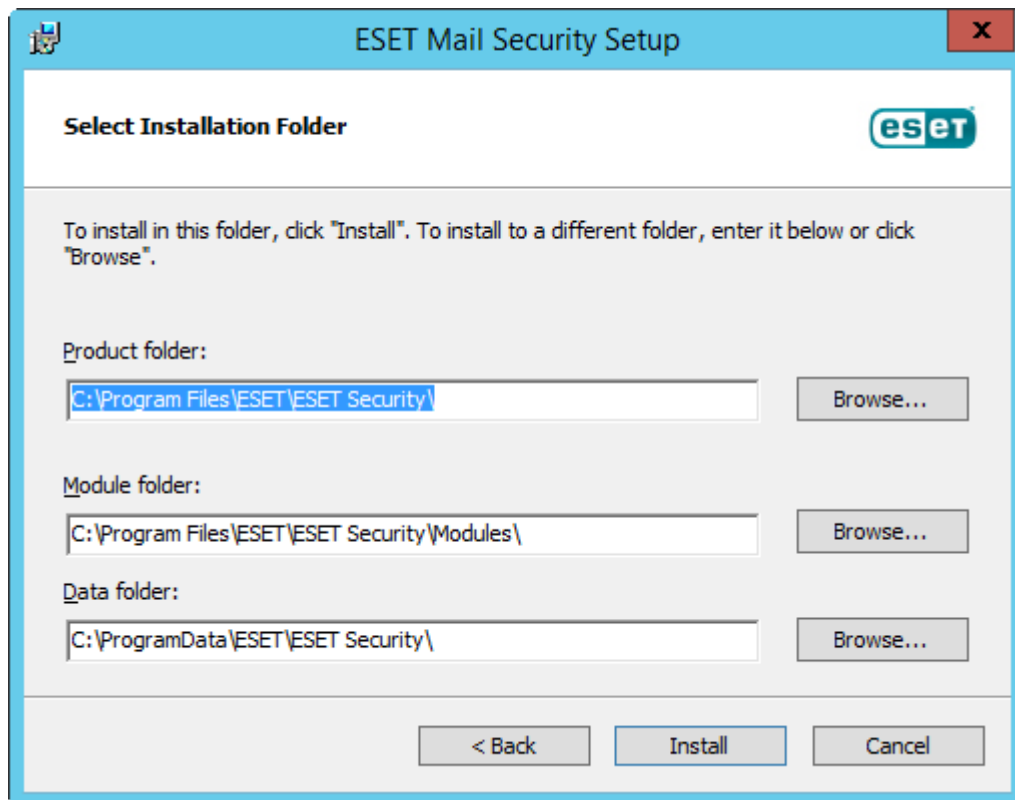 ESET Mail Security Setup
x
Select Installation Folder
eseT
To install in this folder, click "Install". To install to a different folder, enter it below or click
"Browse".
Product folder:
C:\Program Files\ESET\ESET Security\
Browse...
Module folder:
C:\Program Files\ESET\ESET Security\Modules\
Browse...
Data folder:
C:\ProgramData\ESET\ESET Security\
Browse...
< Back
Install
Cancel